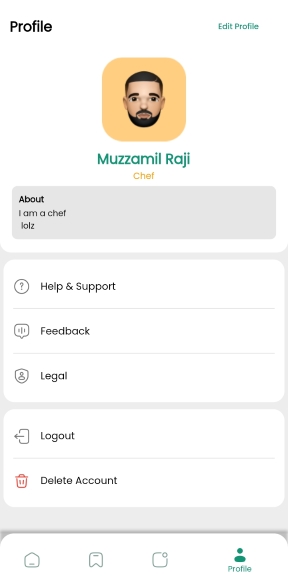 Profile
Edit Profile
Muzzamil Raji
Chef
About
I am a chef
lolz
Help & Support
Feedback
Legal
Logout
Delete Account
Profile